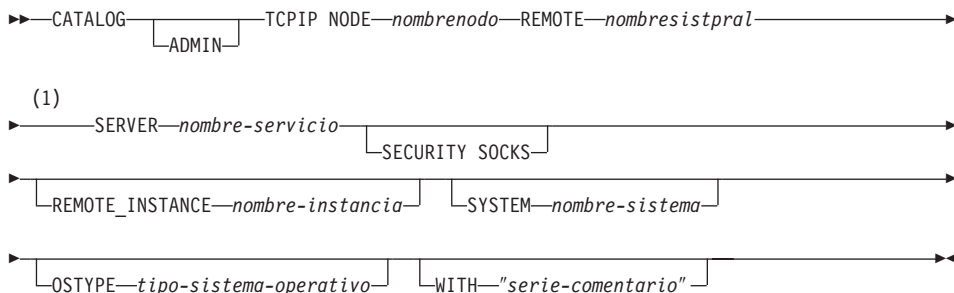 CATALOG TCPIP NODE nombrenodo REMOTE nombresistpral
ADMIN
(1)
SERVER nombre-servicio
SECURITY SOCKS
REMOTE_INSTANCE nombre-instancia SYSTEM nombre-sistema
OSTYPE tipo-sistema-operativo WITH "serie-comentario"